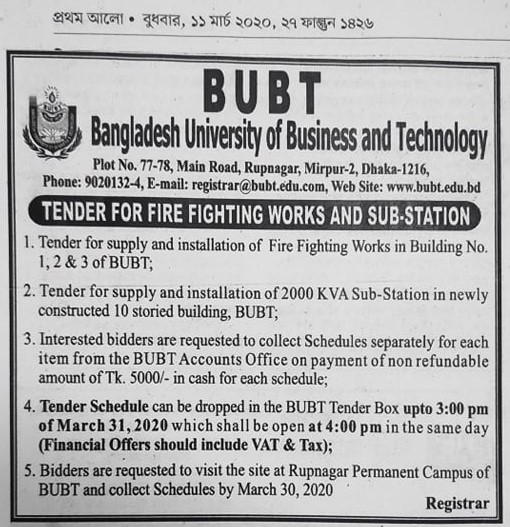 প্রথম আলো • বুধবার, ১১ মার্চ ২০২০, ২৭ ফাল্গুন ১৪২৬
BUBT
Bangladesh University of Business and Technology
Plot No. 77-78, Main Road, Rupnagar, Mirpur-2, Dhaka-1216,
Phone: 9020132-4, E-mail: registrar@bubt.edu.com, Web Site: www.bubt.edu.bd
TENDER FOR FIRE FIGHTING WORKS AND SUB-STATION
1. Tender for supply and installation of Fire Fighting Works in Building No.
1, 2 & 3 of BUBT;
2. Tender for supply and installation of 2000 KVA Sub-Station in newly
constructed 10 storied building, BUBT;
3. Interested bidders are requested to collect Schedules separately for each
item from the BUBT Accounts Office on payment of non refundable
amount of Tk. 5000/- in cash for each schedule;
4. Tender Schedule can be dropped in the BUBT Tender Box upto 3:00 pm
of March 31, 2020 which shall be open at 4:00 pm in the same day
(Financial Offers should include VAT & Tax);
5. Bidders are requested to visit the site at Rupnagar Permanent Campus of
BUBT and collect Schedules by March 30, 2020
Registrar